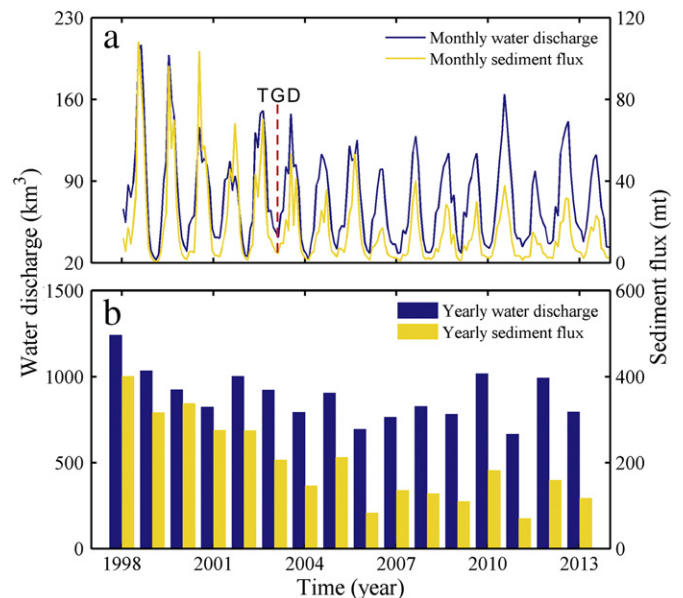 230
120
a
Monthly water discharge
Monthly sediment flux
TGD
160
80
90
40
20
0
Water discharge (km3)
Sediment flux (mt)
1500
600
b
Yearly water discharge
Yearly sediment flux
1000
400
500
200
0
0
1998
2001
2004
2007
2010
2013
Time (year)